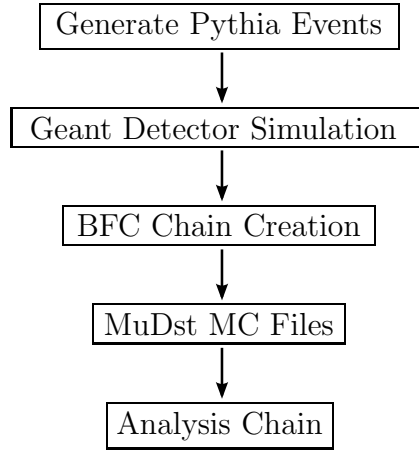 Generate Pythia Events
Geant Detector Simulation
BFC Chain Creation
MuDst MC Files
Analysis Chain